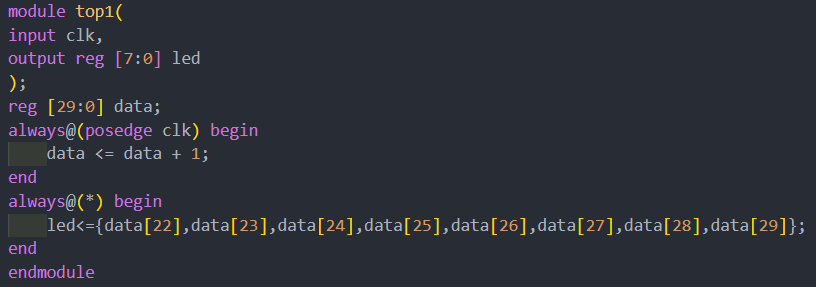 module top1(
input clk,
output reg [7:0] led
);
reg [29:0] data;
always@(posedge clk) begin
    data <= data + 1;
end
always@(*) begin
    led<={data[22],data[23],data[24],data[25],data[26],data[27],data[28],data[29]};
end
endmodule